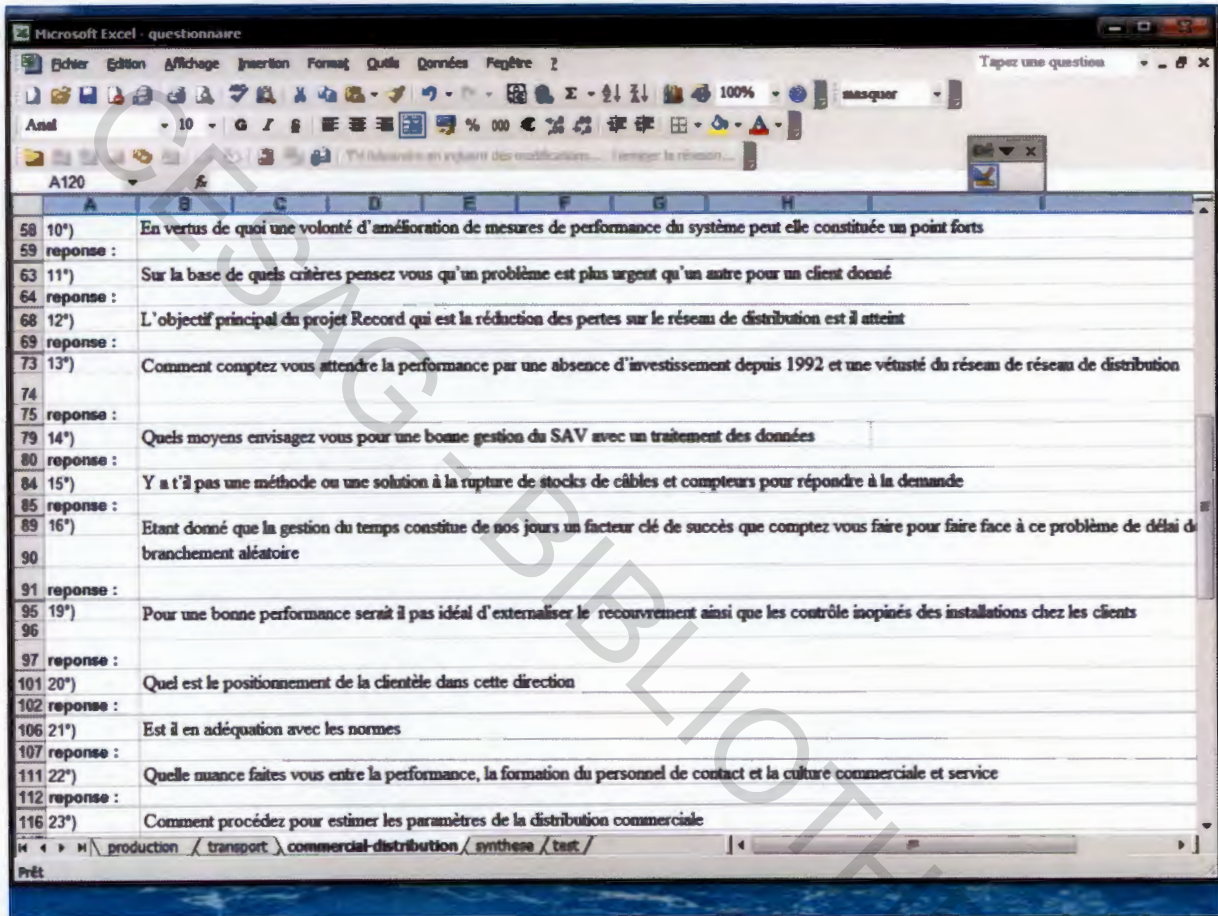 Microsoft Excel - questionnaire
Fichier Edition Affichage Insertion Format Outils Données Fenêtre ? Tapez une question
100% masquer
Arial 10 G I S % 000 €
A120 fx
A B C D E F G H I
58 10°) En vertus de quoi une volonté d'amélioration de mesures de performance du système peut elle constituée un point forts
59 reponse :
63 11°) Sur la base de quels critères pensez vous qu'un problème est plus urgent qu'un autre pour un client donné
64 reponse :
68 12°) L'objectif principal du projet Record qui est la réduction des pertes sur le réseau de distribution est il atteint
69 reponse :
73 13°) Comment comptez vous attendre la performance par une absence d'investissement depuis 1992 et une vétusté du réseau de réseau de distribution
74
75 reponse :
79 14°) Quels moyens envisagez vous pour une bonne gestion du SAV avec un traitement des données
80 reponse :
84 15°) Y a t'il pas une méthode ou une solution à la rupture de stocks de câbles et compteurs pour répondre à la demande
85 reponse :
89 16°) Etant donné que la gestion du temps constitue de nos jours un facteur clé de succès que comptez vous faire pour faire face à ce problème de délai de
90 branchement aléatoire
91 reponse :
95 19°) Pour une bonne performance serait il pas idéal d'externaliser le recouvrement ainsi que les contrôle inopinés des installations chez les clients
96
97 reponse :
101 20°) Quel est le positionnement de la clientèle dans cette direction
102 reponse :
106 21°) Est il en adéquation avec les normes
107 reponse :
111 22°) Quelle nuance faites vous entre la performance, la formation du personnel de contact et la culture commerciale et service
112 reponse :
116 23°) Comment procédez pour estimer les paramètres de la distribution commerciale
production / transport commercial-distribution / synthese / test /
Prêt
CESAG - BIBLIOTH